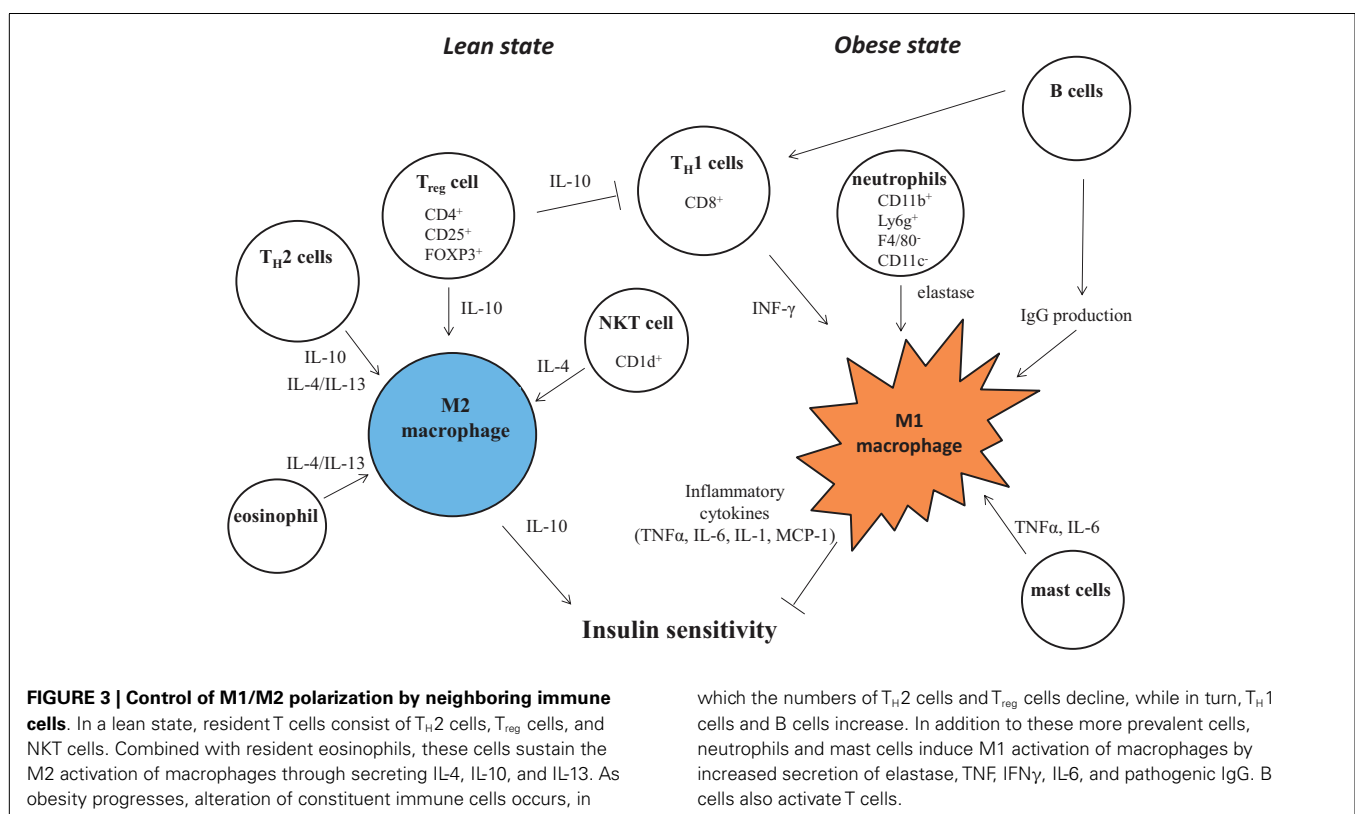 Lean state
Obese state
B cells
T_H1 cells
CD8⁺
neutrophils
CD11b⁺
Ly6g⁺
F4/80⁻
CD11c⁻
T_reg cell
CD4⁺
CD25⁺
FOXP3⁺
IL-10
T_H2 cells
IL-10
elastase
INF-γ
NKT cell
CD1d⁺
IgG production
IL-10
IL-4/IL-13
IL-4
M2
macrophage
M1
macrophage
IL-4/IL-13
eosinophil
Inflammatory
cytokines
(TNFα, IL-6, IL-1, MCP-1)
IL-10
TNFα, IL-6
mast cells
Insulin sensitivity
FIGURE 3 | Control of M1/M2 polarization by neighboring immune
cells. In a lean state, resident T cells consist of T_H2 cells, T_reg cells, and
NKT cells. Combined with resident eosinophils, these cells sustain the
M2 activation of macrophages through secreting IL-4, IL-10, and IL-13. As
obesity progresses, alteration of constituent immune cells occurs, in
which the numbers of T_H2 cells and T_reg cells decline, while in turn, T_H1
cells and B cells increase. In addition to these more prevalent cells,
neutrophils and mast cells induce M1 activation of macrophages by
increased secretion of elastase, TNF, IFNγ, IL-6, and pathogenic IgG. B
cells also activate T cells.